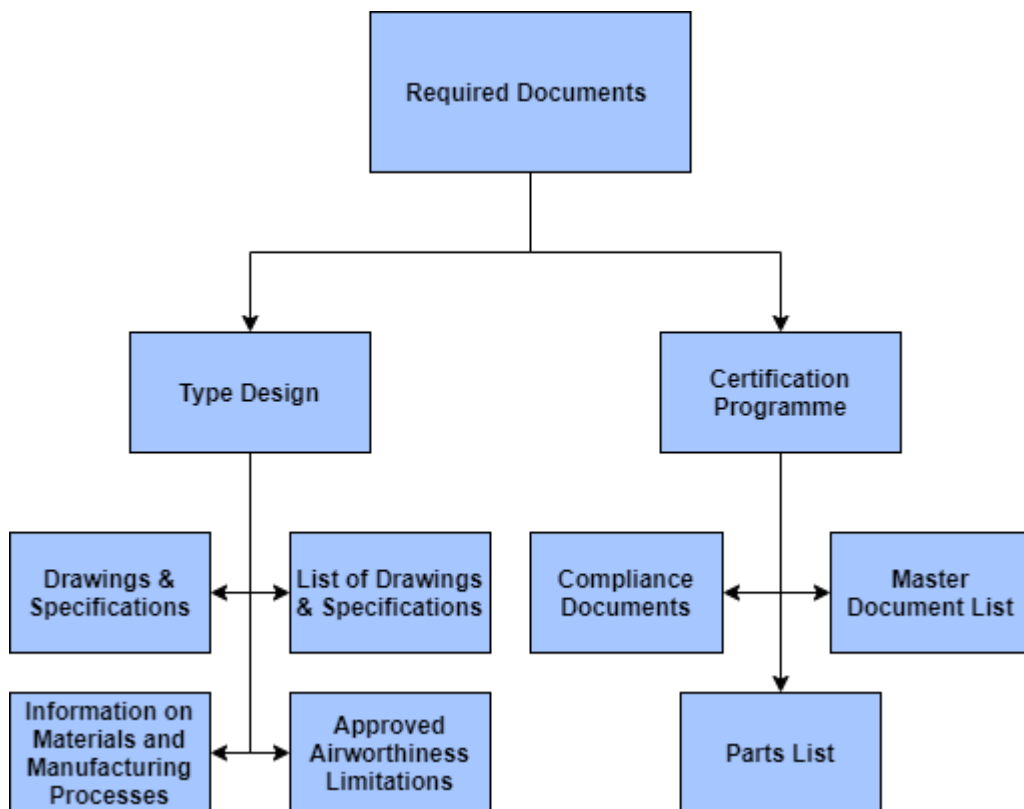 Required Documents
Type Design
Certification
Programme
Drawings &
Specifications
List of Drawings
& Specifications
Compliance
Documents
Master
Document List
Information on
Materials and
Manufacturing
Processes
Approved
Airworthiness
Limitations
Parts List